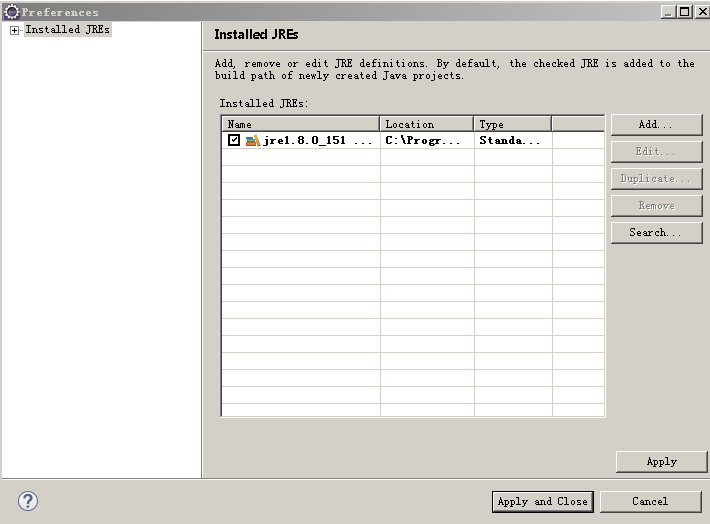 Preferences
Installed JREs
Installed JREs
Add, remove or edit JRE definitions. By default, the checked JRE is added to the
build path of newly created Java projects.
Installed JREs:
Name Location Type
jre1.8.0_151 ... C:\Progr... Standa...
Add...
Edit...
Duplicate...
Remove
Search...
Apply
?
Apply and Close Cancel